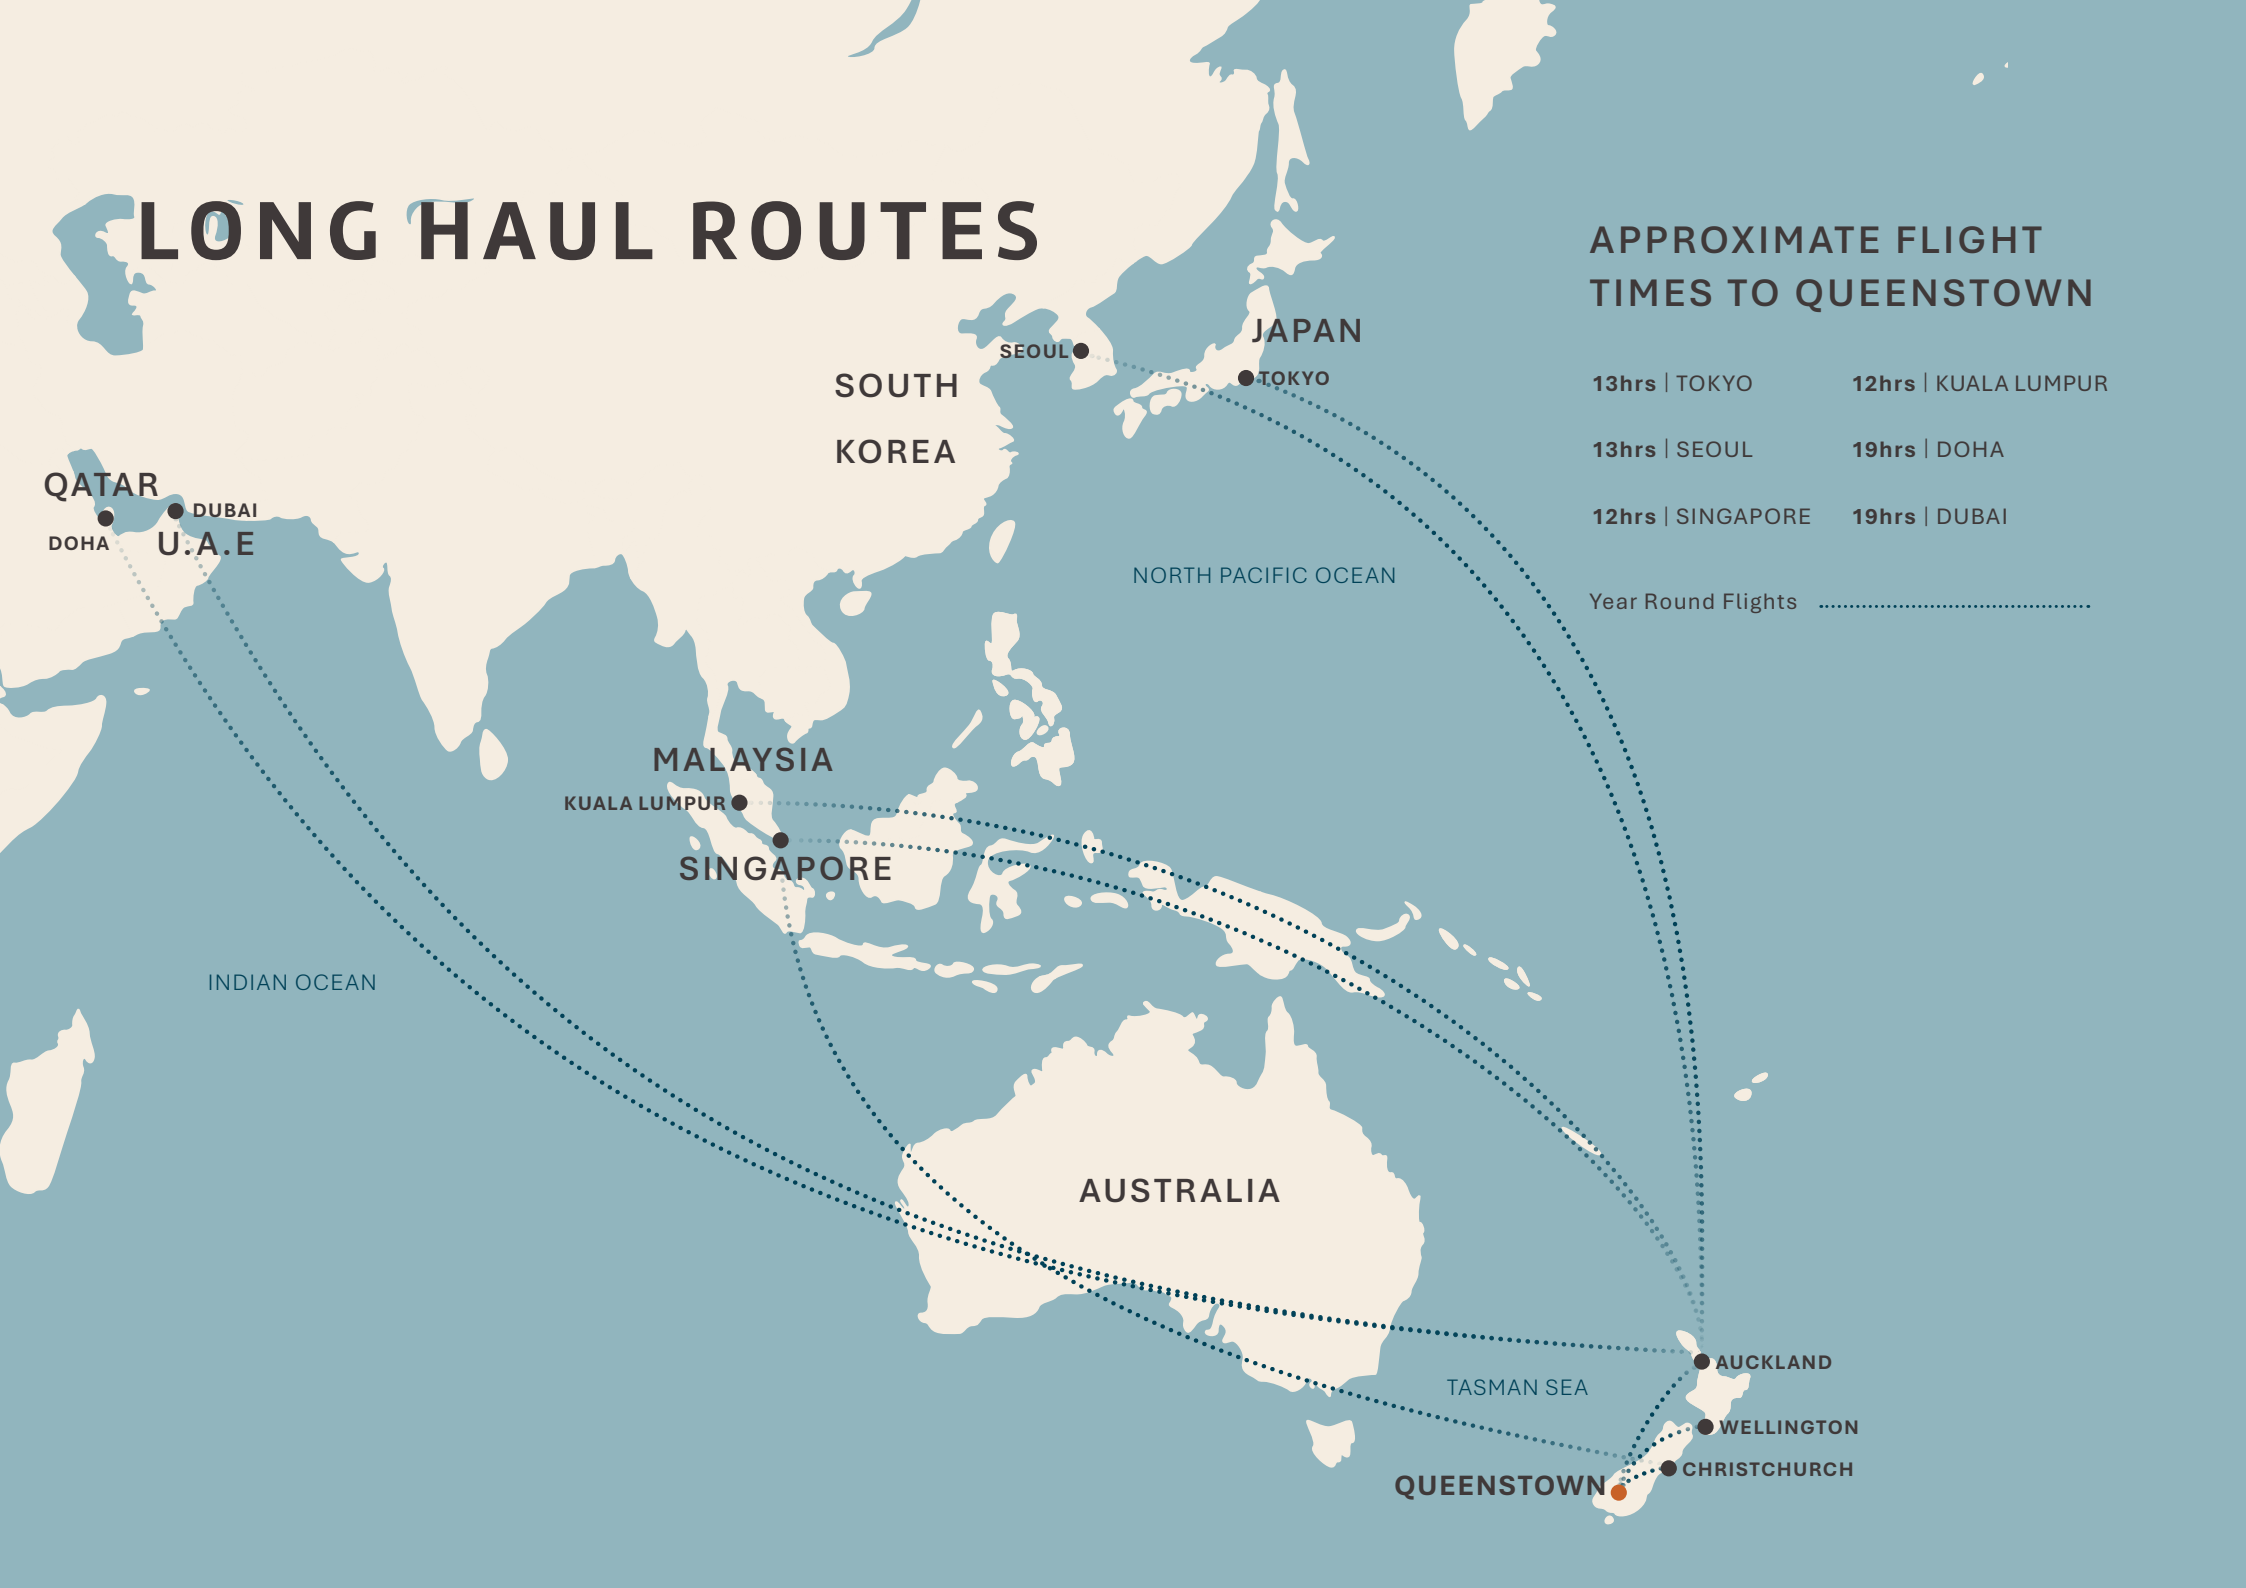 LONG HAUL ROUTES
APPROXIMATE FLIGHT
TIMES TO QUEENSTOWN
13hrs | TOKYO
12hrs | KUALA LUMPUR
13hrs | SEOUL
19hrs | DOHA
12hrs | SINGAPORE
19hrs | DUBAI
Year Round Flights
JAPAN
SEOUL
TOKYO
SOUTH
KOREA
QATAR
DUBAI
DOHA
U.A.E
NORTH PACIFIC OCEAN
MALAYSIA
KUALA LUMPUR
SINGAPORE
INDIAN OCEAN
AUSTRALIA
AUCKLAND
TASMAN SEA
WELLINGTON
CHRISTCHURCH
QUEENSTOWN